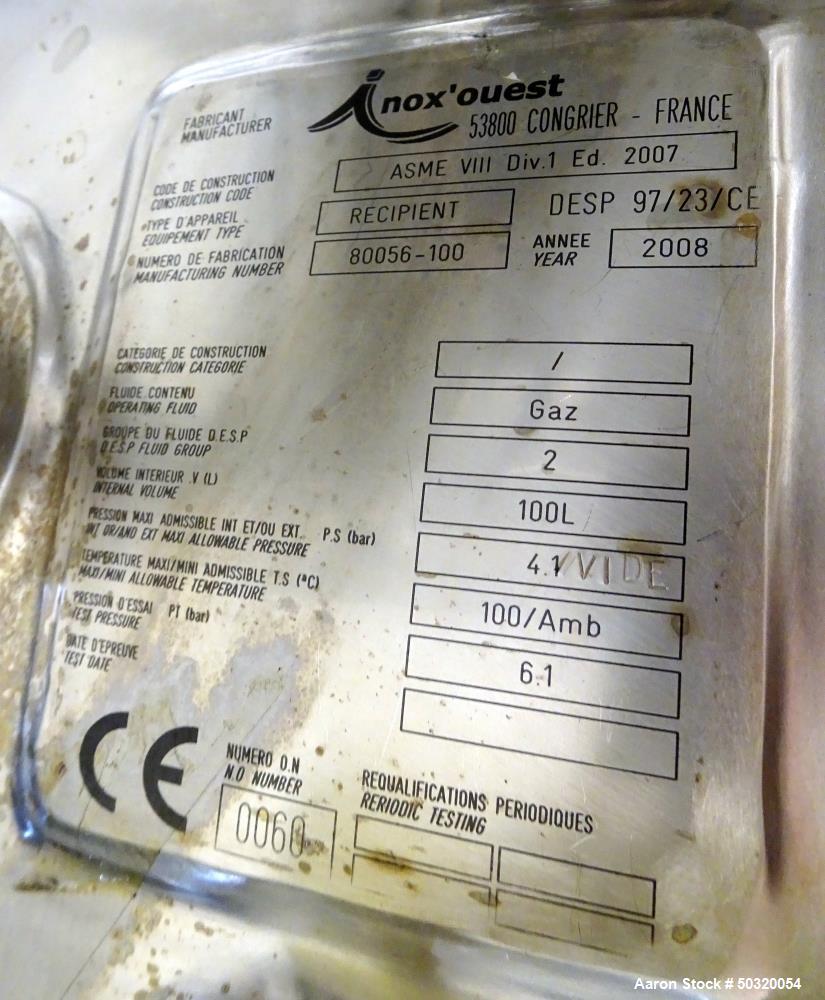 FABRICANT
MANUFACTURER
inox'ouest
53800 CONGRIER - FRANCE
CODE DE CONSTRUCTION
CONSTRUCTION CODE
ASME VIII Div.1 Ed. 2007
TYPE D'APPAREIL
EQUIPEMENT TYPE
RECIPIENT
DESP 97/23/CE
NUMERO DE FABRICATION
MANUFACTURING NUMBER
80056-100
ANNEE
YEAR
2008
CATEGORIE DE CONSTRUCTION
CONSTRUCTION CATEGORIE
/
FLUIDE CONTENU
OPERATING FLUID
Gaz
GROUPE DU FLUIDE D.E.S.P
D.E.S.P FLUID GROUP
2
VOLUME INTERIEUR .V (L)
INTERNAL VOLUME
100L
PRESSION MAXI ADMISSIBLE INT ET/OU EXT. P.S (bar)
INT OR/AND EXT MAXI ALLOWABLE PRESSURE
4.1/VIDE
TEMPERATURE MAXI/MINI ADMISSIBLE T.S (ºC)
MAXI/MINI ALLOWABLE TEMPERATURE
100/Amb
PRESSION D'ESSAI PT (bar)
TEST PRESSURE
6.1
DATE D'EPREUVE
TEST DATE
CE
NUMERO O.N
N.O NUMBER
0060
REQUALIFICATIONS PERIODIQUES
RERIODIC TESTING
Aaron Stock # 50320054